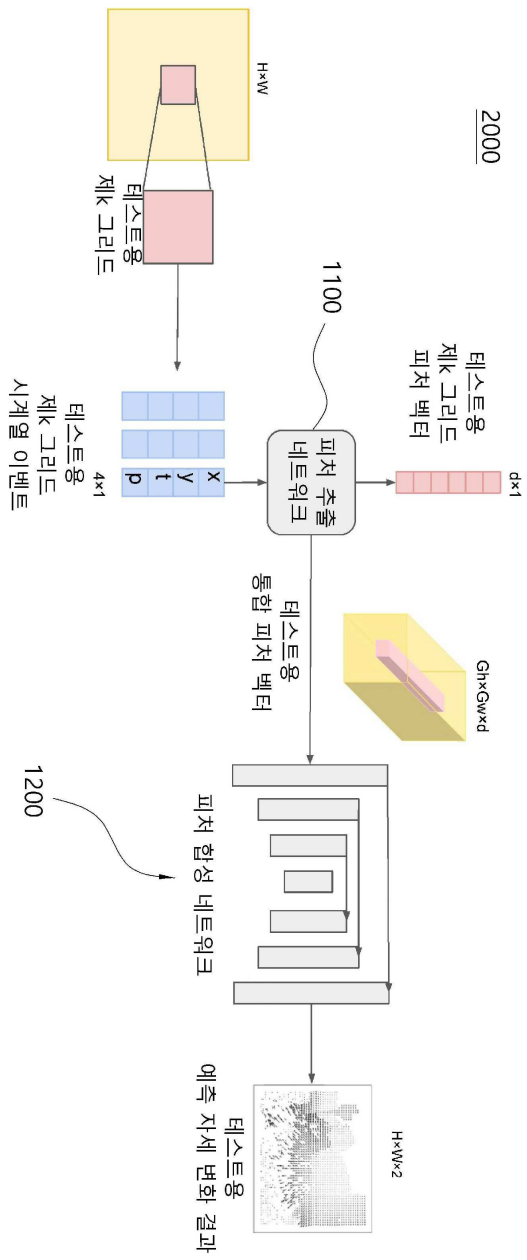 2000
H×W
테스트용
제k 그리드
4×1
x
y
t
p
테스트용
제k 그리드
시계열 이벤트
1100
피처 추출
네트워크
테스트용
제k 그리드
피처 벡터
d×1
Gh×Gw×d
테스트용
통합 피처 벡터
1200
피처 합성 네트워크
H×W×2
테스트용
예측 자세 변화 결과